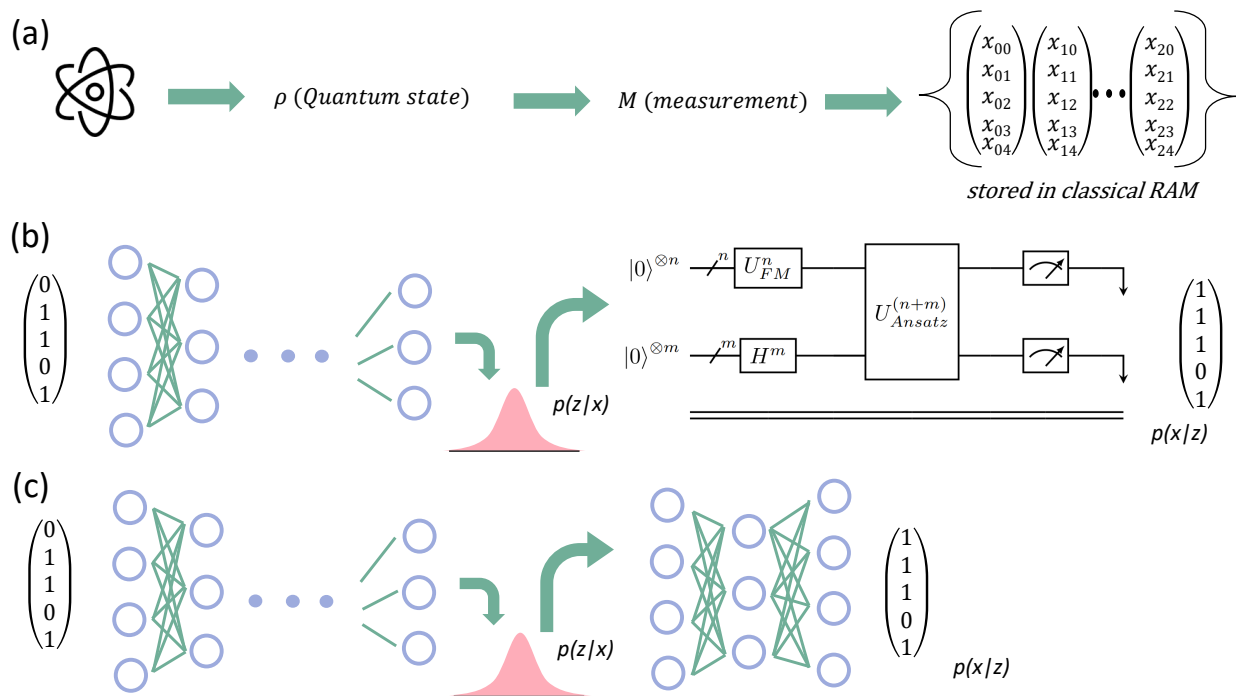 (a)
ρ (Quantum state)
M (measurement)
x00 x10 x20
x01 x11 x21
x02 x12 ••• x22
x03 x13 x23
x04 x14 x24
stored in classical RAM
(b)
0
1
1
0
1
p(z|x)
|0⟩⊗n n U^n_FM
U^(n+m)_Ansatz
|0⟩⊗m m H^m
1
1
1
0
1
p(x|z)
(c)
0
1
1
0
1
p(z|x)
1
1
1
0
1
p(x|z)